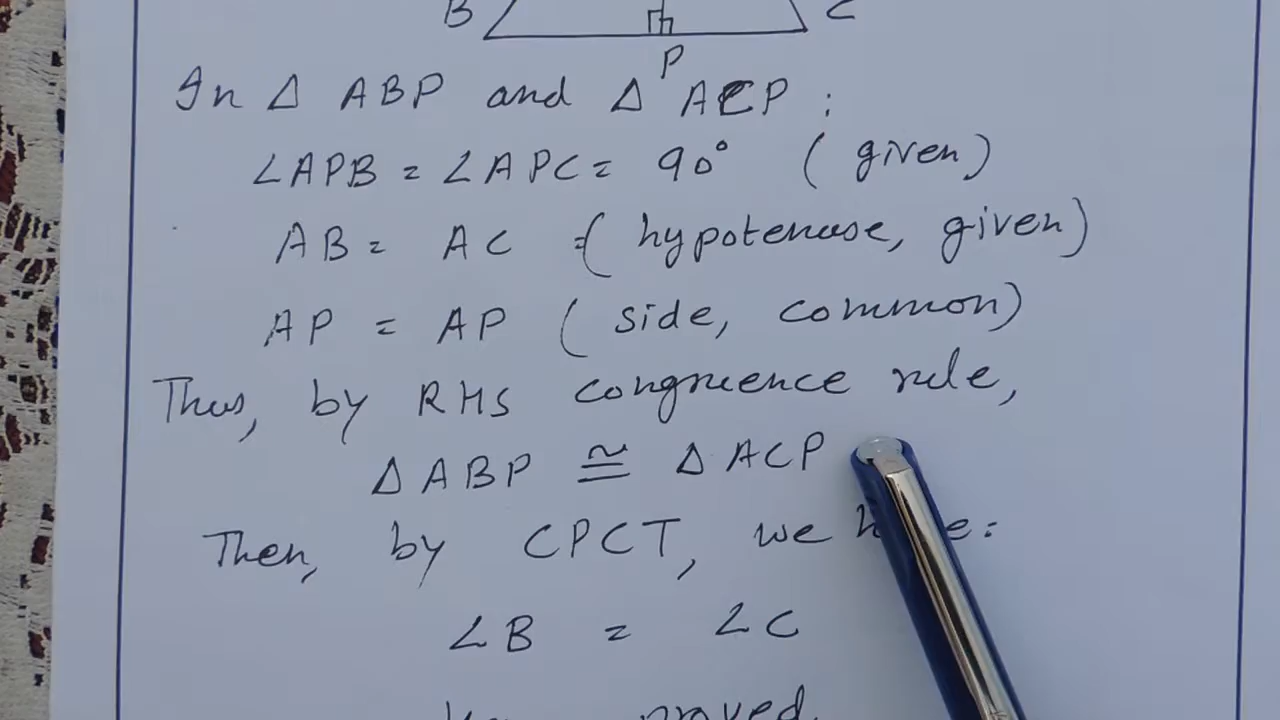 B C
P
In Δ ABP and Δ ACP :
∠APB = ∠APC = 90° (given)
AB = AC = (hypotenuse, given)
AP = AP (side, common)
Thus, by RHS congruence rule,
Δ ABP ≅ Δ ACP
Then, by CPCT, we
∠B = ∠C
proved.